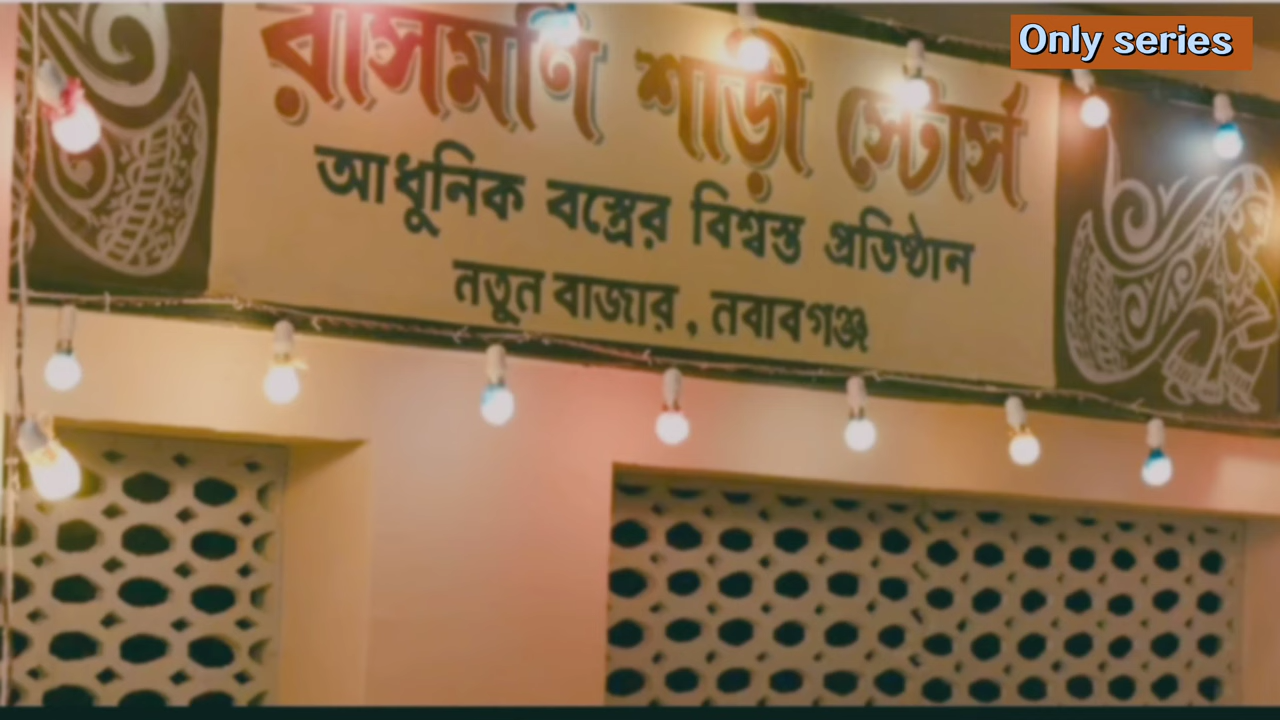 Only series
রাসমণি শাড়ী স্টোর্স
আধুনিক বস্ত্রের বিশ্বস্ত প্রতিষ্ঠান
নতুন বাজার, নবাবগঞ্জ